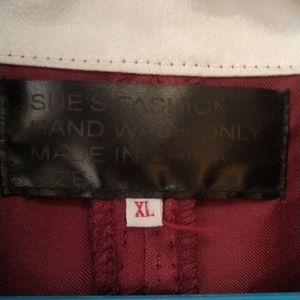 SUE'S FASHION
HAND WASH ONLY
MADE IN CHINA
XL